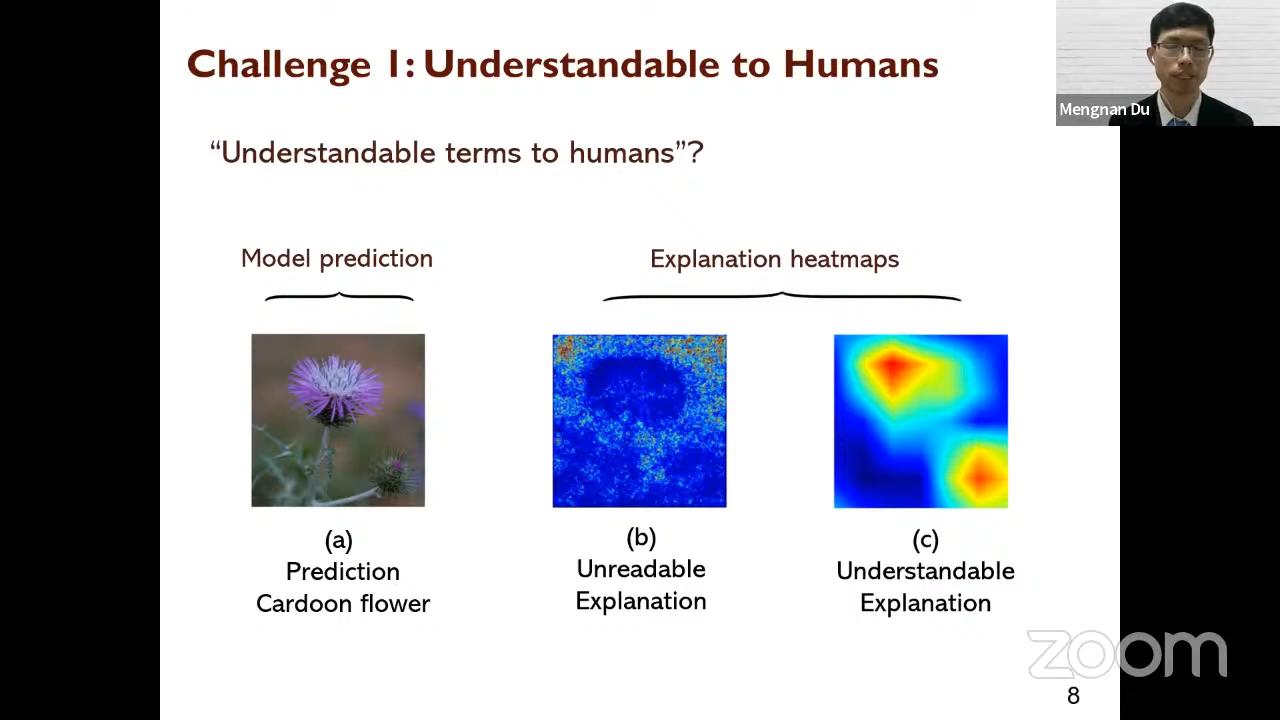 Challenge 1: Understandable to Humans
Mengnan Du
“Understandable terms to humans”?
Model prediction
Explanation heatmaps
(a)
Prediction
Cardoon flower
(b)
Unreadable
Explanation
(c)
Understandable
Explanation
zoom
8